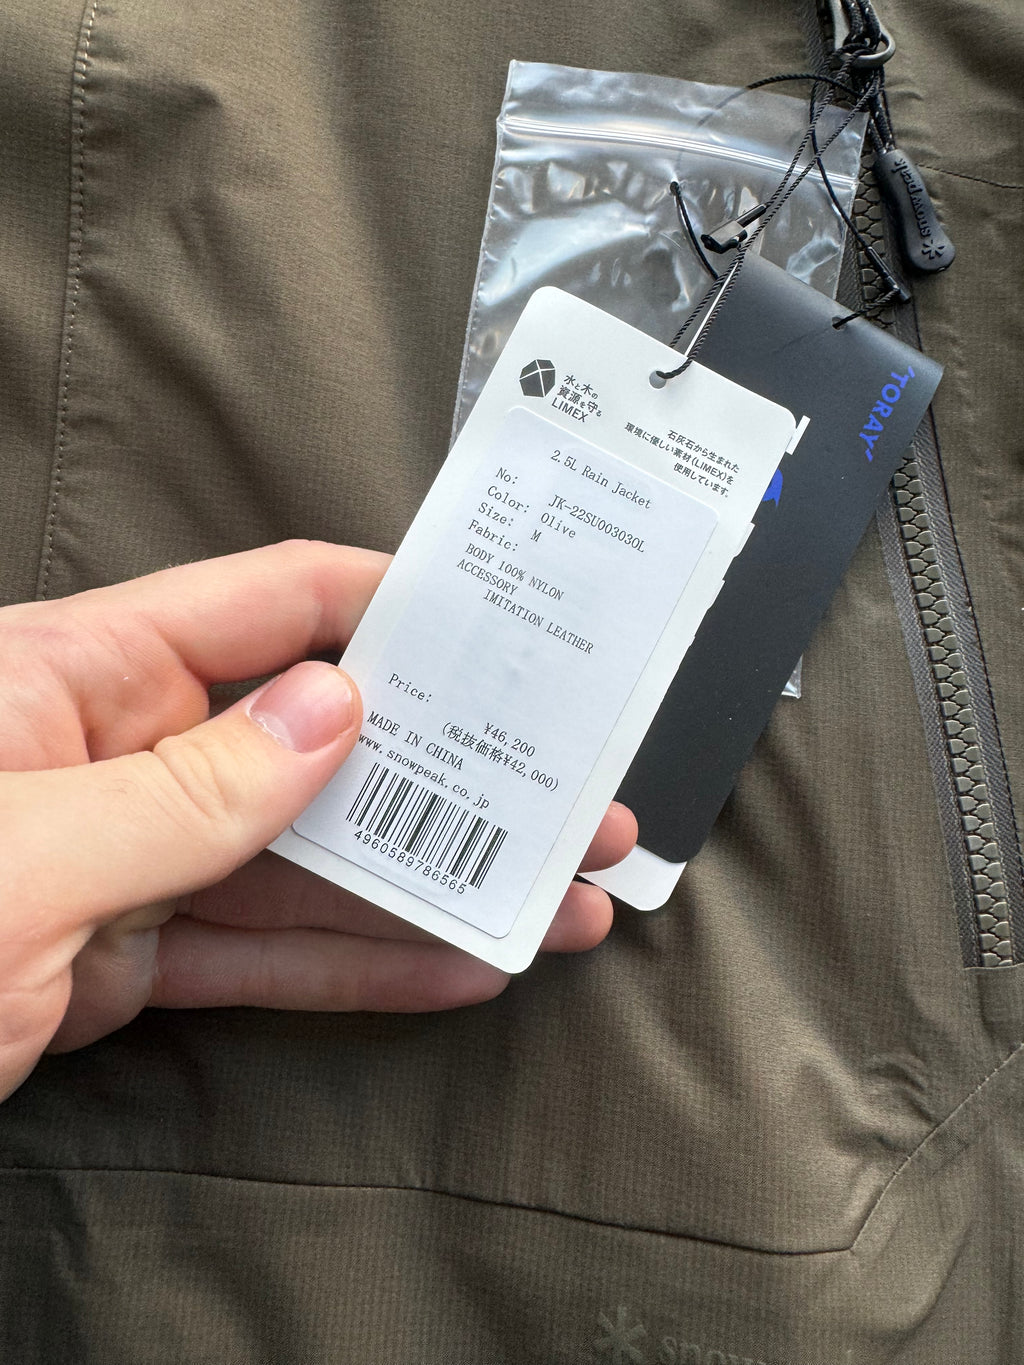 snowpeak
'TORAY'
水と木の
資源を守る
LIMEX
石灰石から生まれた
環境に優しい素材(LIMEX)を
使用しています。
2.5L Rain Jacket
No: JK-22SU003030L
Color: Olive
Size: M
Fabric:
BODY 100% NYLON
ACCESSORY
IMITATION LEATHER
Price:
¥46,200
(税抜価格¥42,000)
MADE IN CHINA
www.snowpeak.co.jp
4960589786565
snow